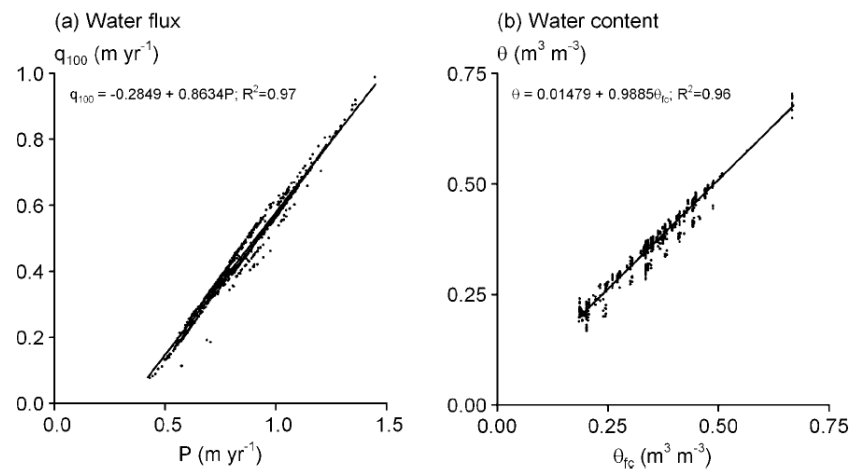 (a) Water flux
q₁₀₀ (m yr⁻¹)
1.0
q₁₀₀ = -0.2849 + 0.8634P; R²=0.97
0.8
0.6
0.4
0.2
0.0
0.0 0.5 1.0 1.5
P (m yr⁻¹)
(b) Water content
θ (m³ m⁻³)
0.75
θ = 0.01479 + 0.9885θfc; R²=0.96
0.50
0.25
0.00
0.00 0.25 0.50 0.75
θfc (m³ m⁻³)